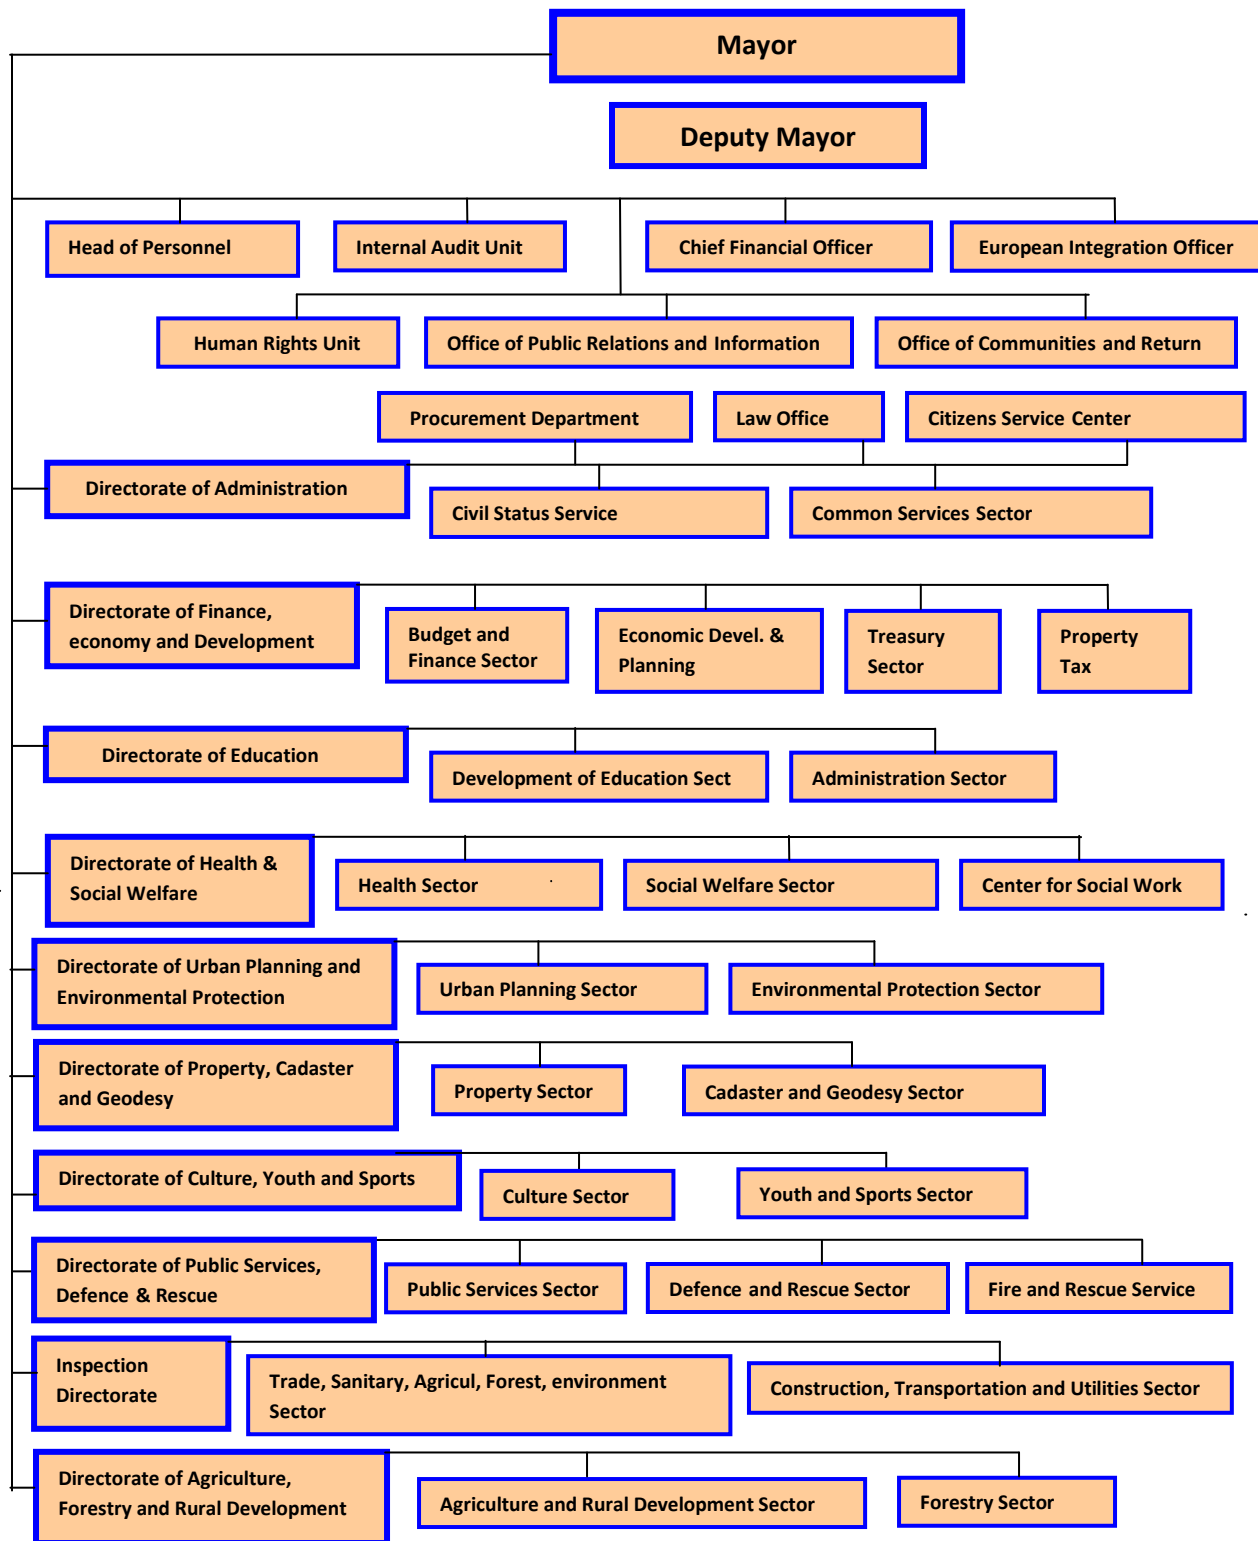 Mayor
Deputy Mayor
Head of Personnel
Internal Audit Unit
Chief Financial Officer
European Integration Officer
Human Rights Unit
Office of Public Relations and Information
Office of Communities and Return
Procurement Department
Law Office
Citizens Service Center
Directorate of Administration
Civil Status Service
Common Services Sector
Directorate of Finance,
economy and Development
Budget and
Finance Sector
Economic Devel. &
Planning
Treasury
Sector
Property
Tax
Directorate of Education
Development of Education Sect
Administration Sector
Directorate of Health &
Social Welfare
Health Sector
Social Welfare Sector
Center for Social Work
Directorate of Urban Planning and
Environmental Protection
Urban Planning Sector
Environmental Protection Sector
Directorate of Property, Cadaster
and Geodesy
Property Sector
Cadaster and Geodesy Sector
Directorate of Culture, Youth and Sports
Culture Sector
Youth and Sports Sector
Directorate of Public Services,
Defence & Rescue
Public Services Sector
Defence and Rescue Sector
Fire and Rescue Service
Inspection
Directorate
Trade, Sanitary, Agricul, Forest, environment
Sector
Construction, Transportation and Utilities Sector
Directorate of Agriculture,
Forestry and Rural Development
Agriculture and Rural Development Sector
Forestry Sector